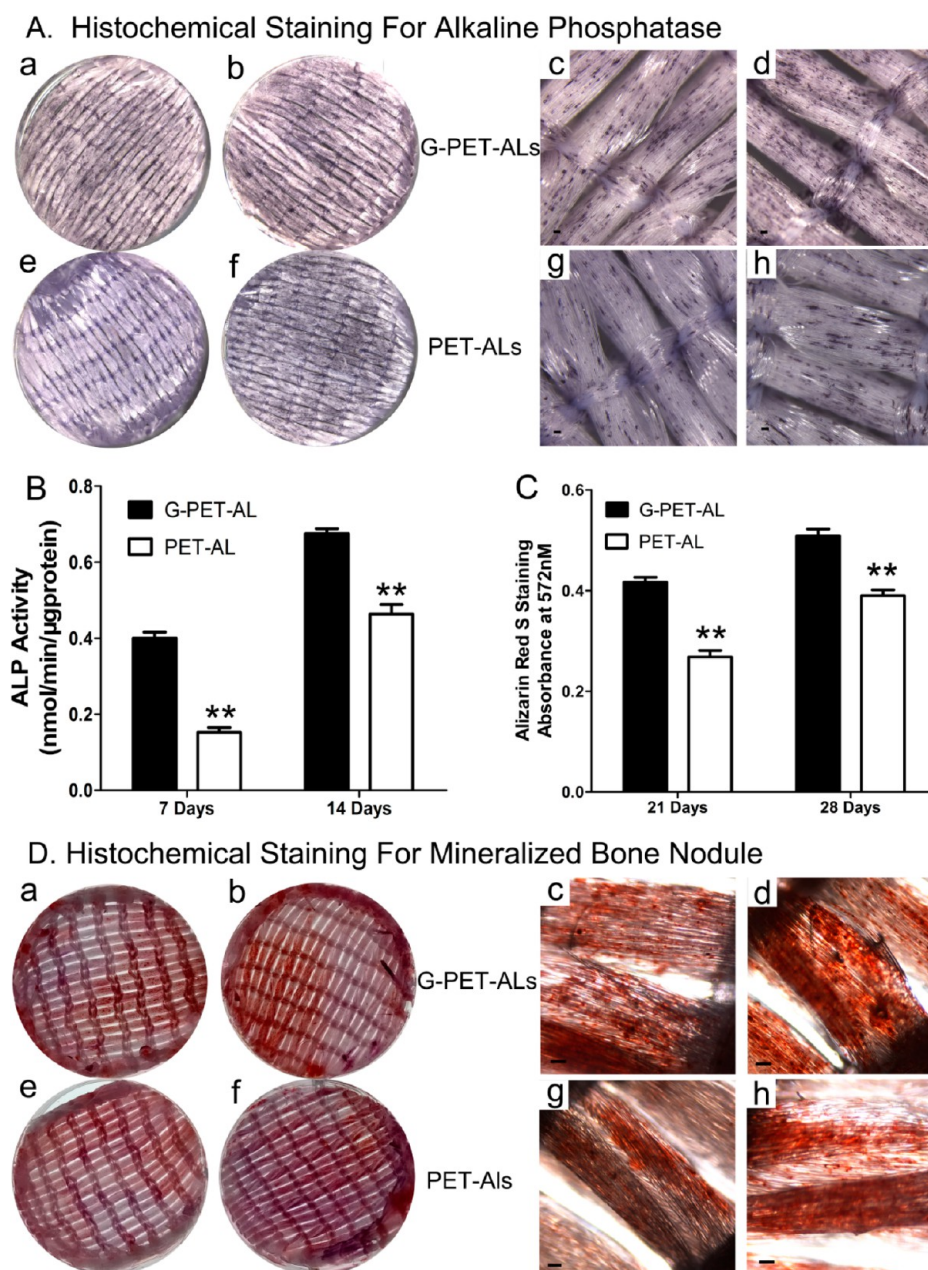 A. Histochemical Staining For Alkaline Phosphatase
a
b
c
d
G-PET-ALs
e
f
g
h
PET-ALs
B
0.8
0.6
0.4
0.2
0.0
ALP Activity
(nmol/min/µgprotein)
G-PET-AL
PET-AL
**
**
7 Days
14 Days
C
0.6
0.4
0.2
0.0
Alizarin Red S Staining
Absorbance at 572nM
G-PET-AL
PET-AL
**
**
21 Days
28 Days
D. Histochemical Staining For Mineralized Bone Nodule
a
b
c
d
G-PET-ALs
e
f
g
h
PET-Als